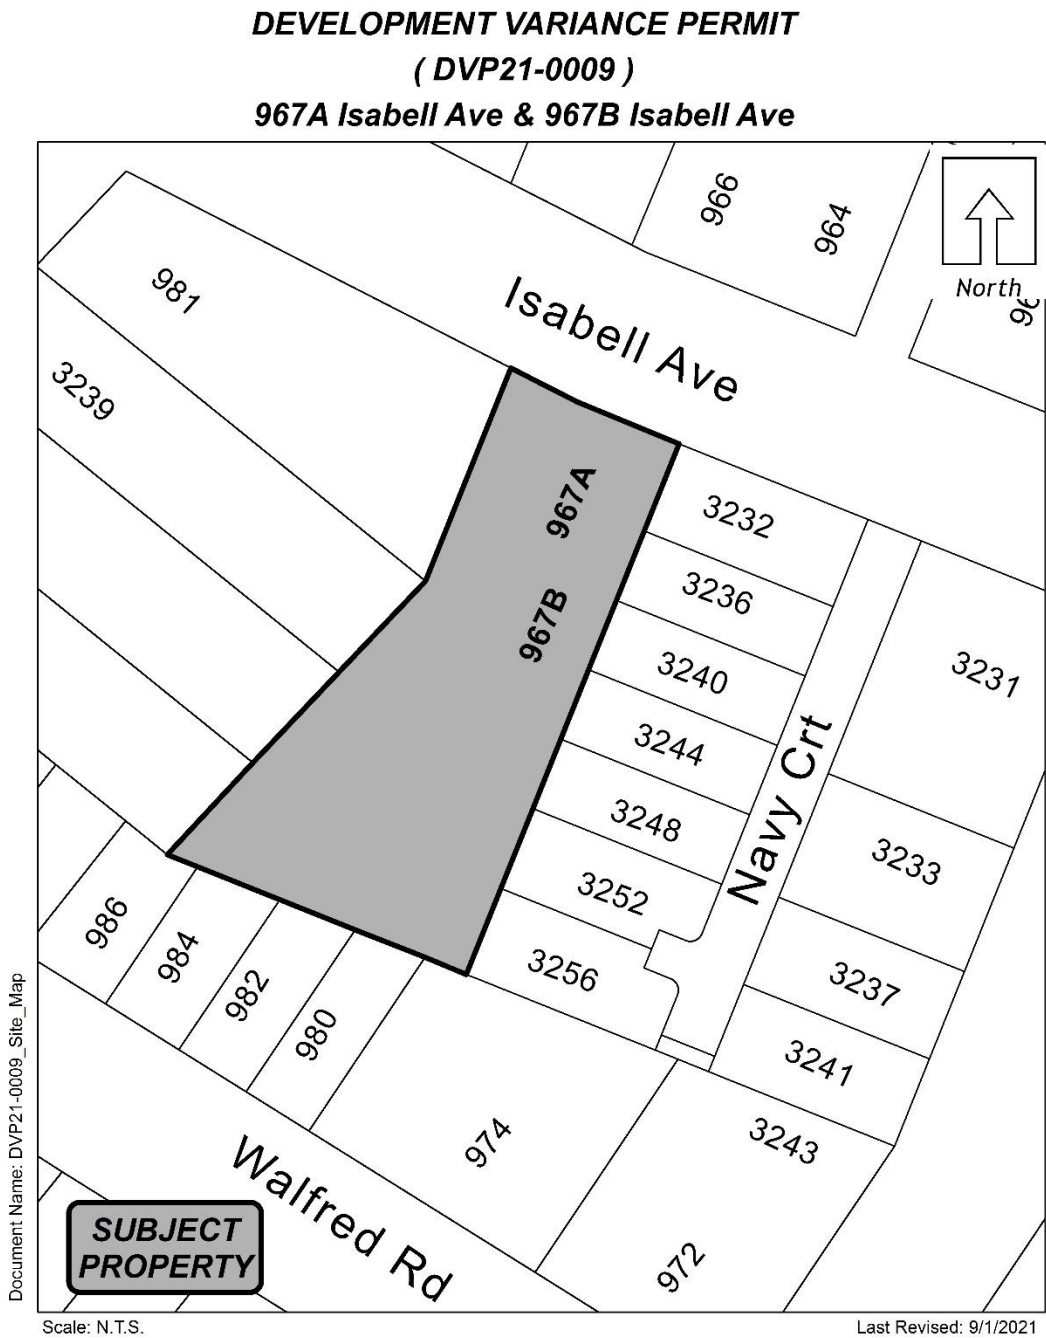 DEVELOPMENT VARIANCE PERMIT
( DVP21-0009 )
967A Isabell Ave & 967B Isabell Ave
966
964
North
981
Isabell Ave
3239
967A
3232
967B
3236
3240
3231
3244
Navy Crt
3248
3233
3252
986
984
3256
3237
982
980
3241
974
3243
Walfred Rd
972
SUBJECT
PROPERTY
Document Name: DVP21-0009_Site_Map
Scale: N.T.S.
Last Revised: 9/1/2021